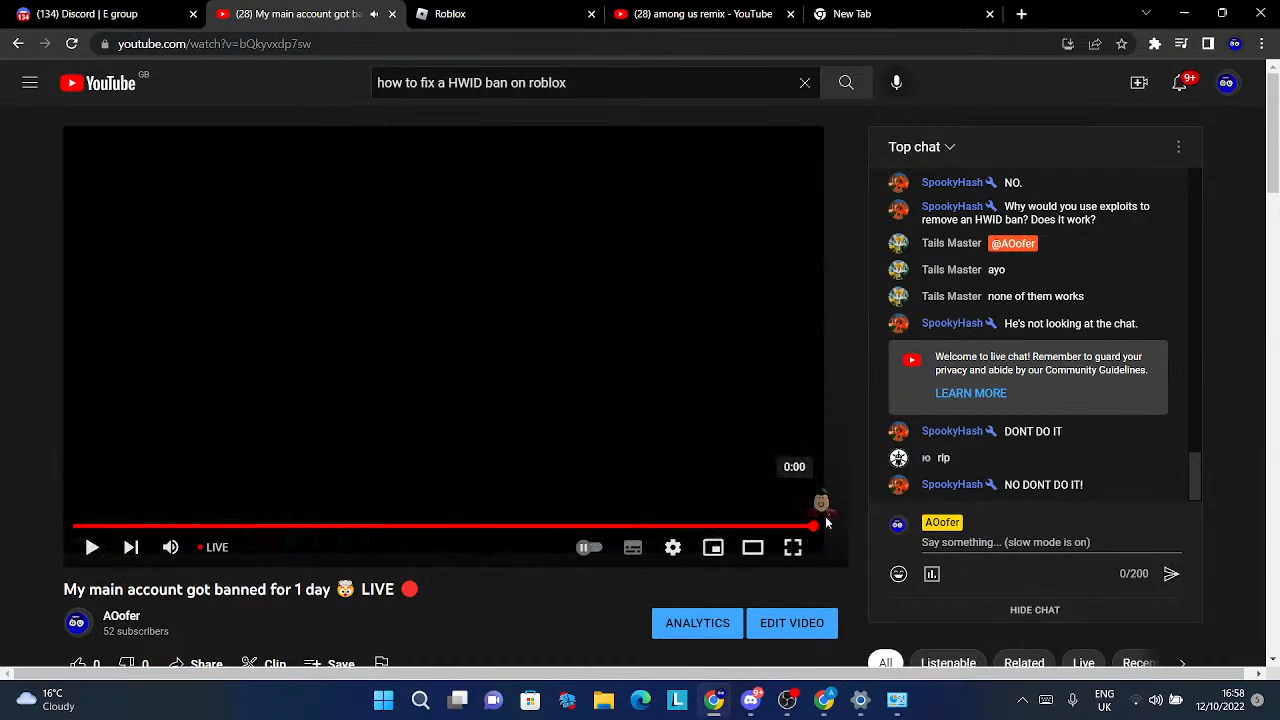 (134) Discord | E group
(28) My main account got ba
Roblox
(28) among us remix - YouTube
New Tab
youtube.com/watch?v=bQkyvxdp7sw
YouTube GB
how to fix a HWID ban on roblox
9+
Top chat
SpookyHash NO.
SpookyHash Why would you use exploits to
remove an HWID ban? Does it work?
Tails Master @AOofer
Tails Master ayo
Tails Master none of them works
SpookyHash He's not looking at the chat.
Welcome to live chat! Remember to guard your
privacy and abide by our Community Guidelines.
LEARN MORE
SpookyHash DONT DO IT
ю rip
SpookyHash NO DONT DO IT!
0:00
AOofer
Say something... (slow mode is on)
LIVE
0/200
HIDE CHAT
My main account got banned for 1 day 🤯 LIVE 🔴
AOofer
52 subscribers
ANALYTICS
EDIT VIDEO
0
0
Share
Clip
Save
All
Listenable
Related
Live
Recen
16°C
Cloudy
9+
ENG
UK
16:58
12/10/2022